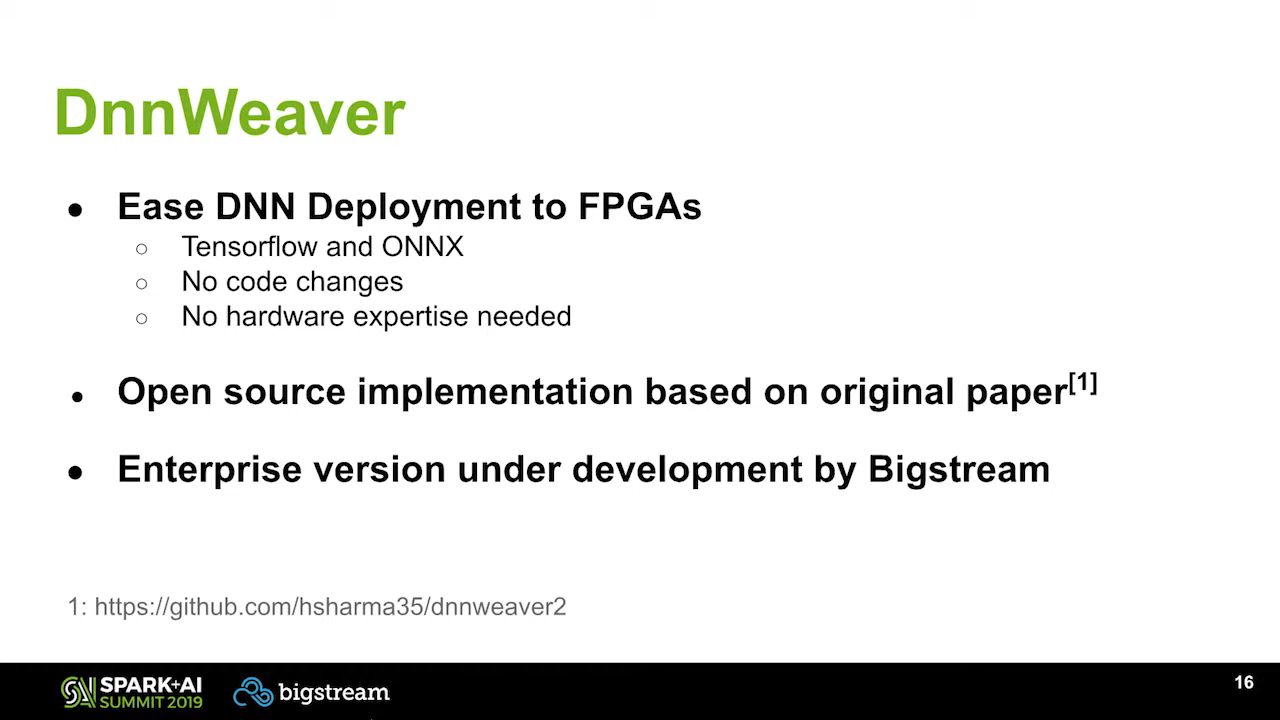 DnnWeaver
● Ease DNN Deployment to FPGAs
○ Tensorflow and ONNX
○ No code changes
○ No hardware expertise needed
● Open source implementation based on original paper[1]
● Enterprise version under development by Bigstream
1: https://github.com/hsharma35/dnnweaver2
SPARK+AI
SUMMIT 2019
bigstream
16